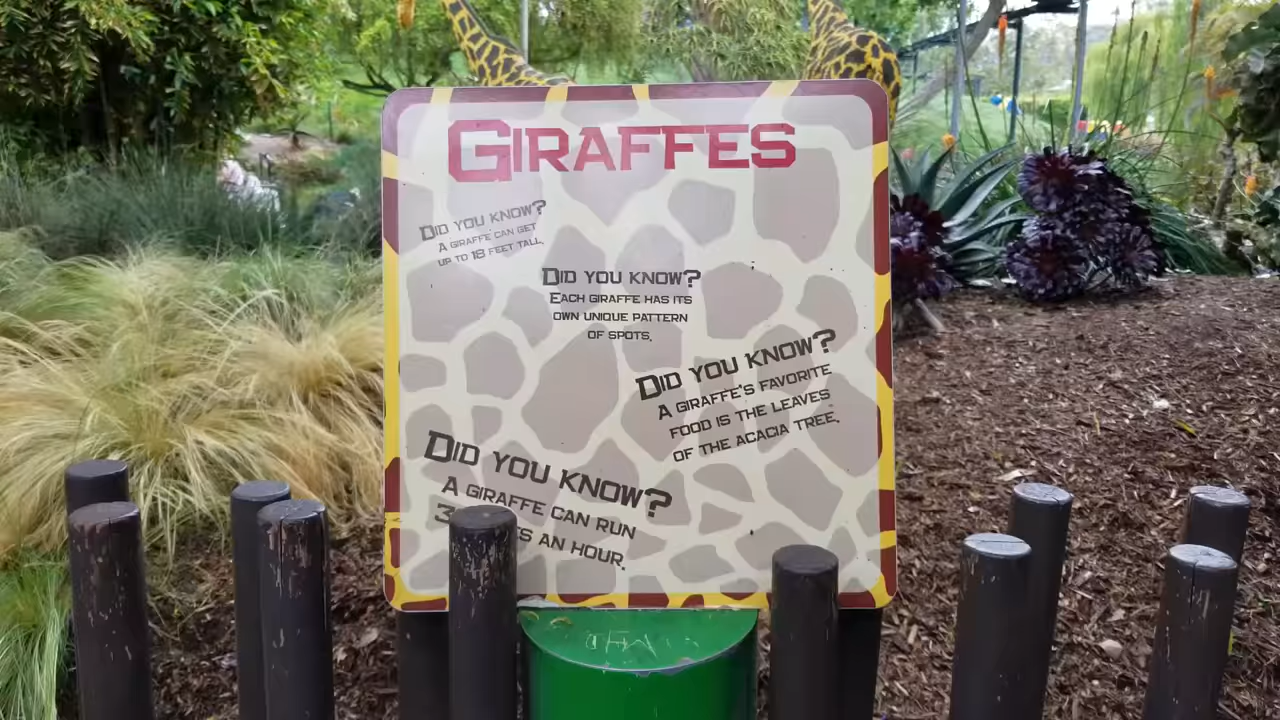 GIRAFFES
DID YOU KNOW?
A GIRAFFE CAN GET
UP TO 18 FEET TALL.
DID YOU KNOW?
EACH GIRAFFE HAS ITS
OWN UNIQUE PATTERN
OF SPOTS.
DID YOU KNOW?
A GIRAFFE'S FAVORITE
FOOD IS THE LEAVES
OF THE ACACIA TREE.
DID YOU KNOW?
A GIRAFFE CAN RUN
AN HOUR.